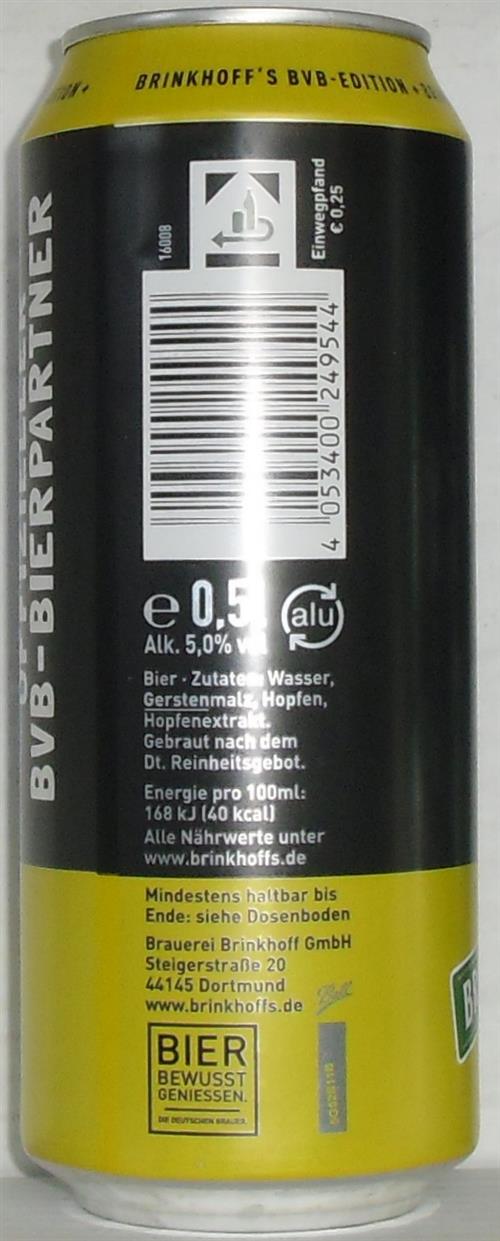 BRINKHOFF'S BVB-EDITION +
BVB-BIERPARTNER
16008
Einwegpfand
€ 0,25
4 053400 249544
e 0,5
alu
Alk. 5,0%
Bier · Zutaten Wasser,
Gerstenmalz, Hopfen,
Hopfenextrakt.
Gebraut nach dem
Dt. Reinheitsgebot.
Energie pro 100ml:
168 kJ (40 kcal)
Alle Nährwerte unter
www.brinkhoffs.de
Mindestens haltbar bis
Ende: siehe Dosenboden
Brauerei Brinkhoff GmbH
Steigerstraße 20
44145 Dortmund
www.brinkhoffs.de
Ball
BIER
BEWUSST
GENIESSEN.
DIE DEUTSCHEN BRAUER